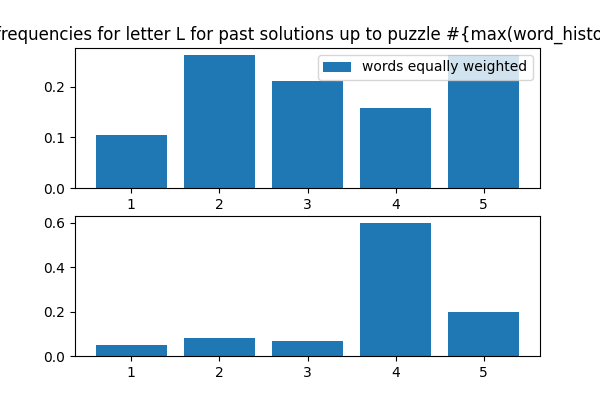 frequencies for letter L for past solutions up to puzzle #{max(word_histo
words equally weighted
0.2
0.1
0.0
1 2 3 4 5
0.6
0.4
0.2
0.0
1 2 3 4 5